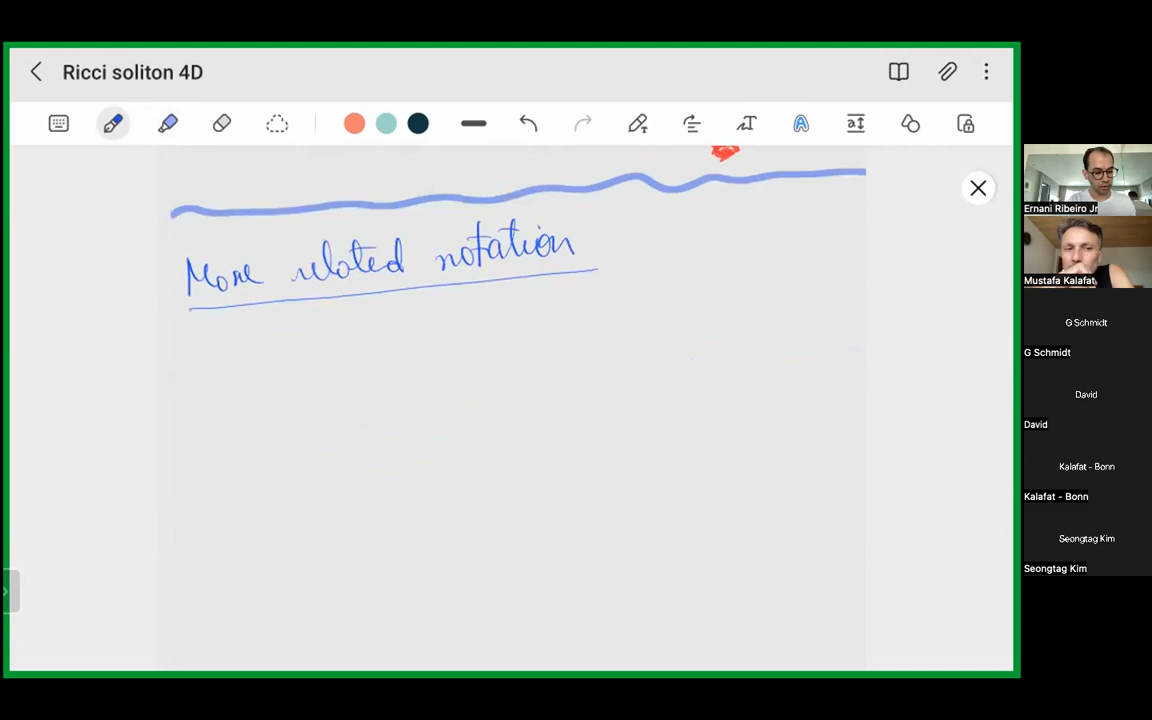 Ricci soliton 4D
More related notation
Ernani Ribeiro Jr
Mustafa Kalafat
G Schmidt
G Schmidt
David
David
Kalafat - Bonn
Kalafat - Bonn
Seongtag Kim
Seongtag Kim